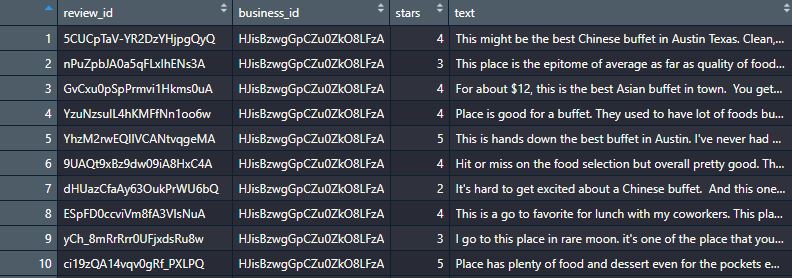 review_id business_id stars text
1 5CUCpTaV-YR2DzYHjpgQyQ HJisBzwgGpCZu0ZkO8LFzA 4 This might be the best Chinese buffet in Austin Texas. Clean,...
2 nPuZpbJA0a5qFLxlhENs3A HJisBzwgGpCZu0ZkO8LFzA 3 This place is the epitome of average as far as quality of food...
3 GvCxu0pSpPrmvi1Hkms0uA HJisBzwgGpCZu0ZkO8LFzA 4 For about $12, this is the best Asian buffet in town. You get...
4 YzuNzsuIL4hKMFfNn1oo6w HJisBzwgGpCZu0ZkO8LFzA 4 Place is good for a buffet. They used to have lot of foods bu...
5 YhzM2rwEQIIVCANtvqgeMA HJisBzwgGpCZu0ZkO8LFzA 5 This is hands down the best buffet in Austin. I've never had ...
6 9UAQt9xBz9dw09iA8HxC4A HJisBzwgGpCZu0ZkO8LFzA 4 Hit or miss on the food selection but overall pretty good. Th...
7 dHUazCfaAy63OukPrWU6bQ HJisBzwgGpCZu0ZkO8LFzA 2 It's hard to get excited about a Chinese buffet. And this one...
8 ESpFD0ccviVm8fA3VIsNuA HJisBzwgGpCZu0ZkO8LFzA 4 This is a go to favorite for lunch with my coworkers. This pla...
9 yCh_8mRrRrr0UFjxdsRu8w HJisBzwgGpCZu0ZkO8LFzA 3 I go to this place in rare moon. it's one of the place that you...
10 ci19zQA14vqv0gRf_PXLPQ HJisBzwgGpCZu0ZkO8LFzA 5 Place has plenty of food and dessert even for the pockets e...